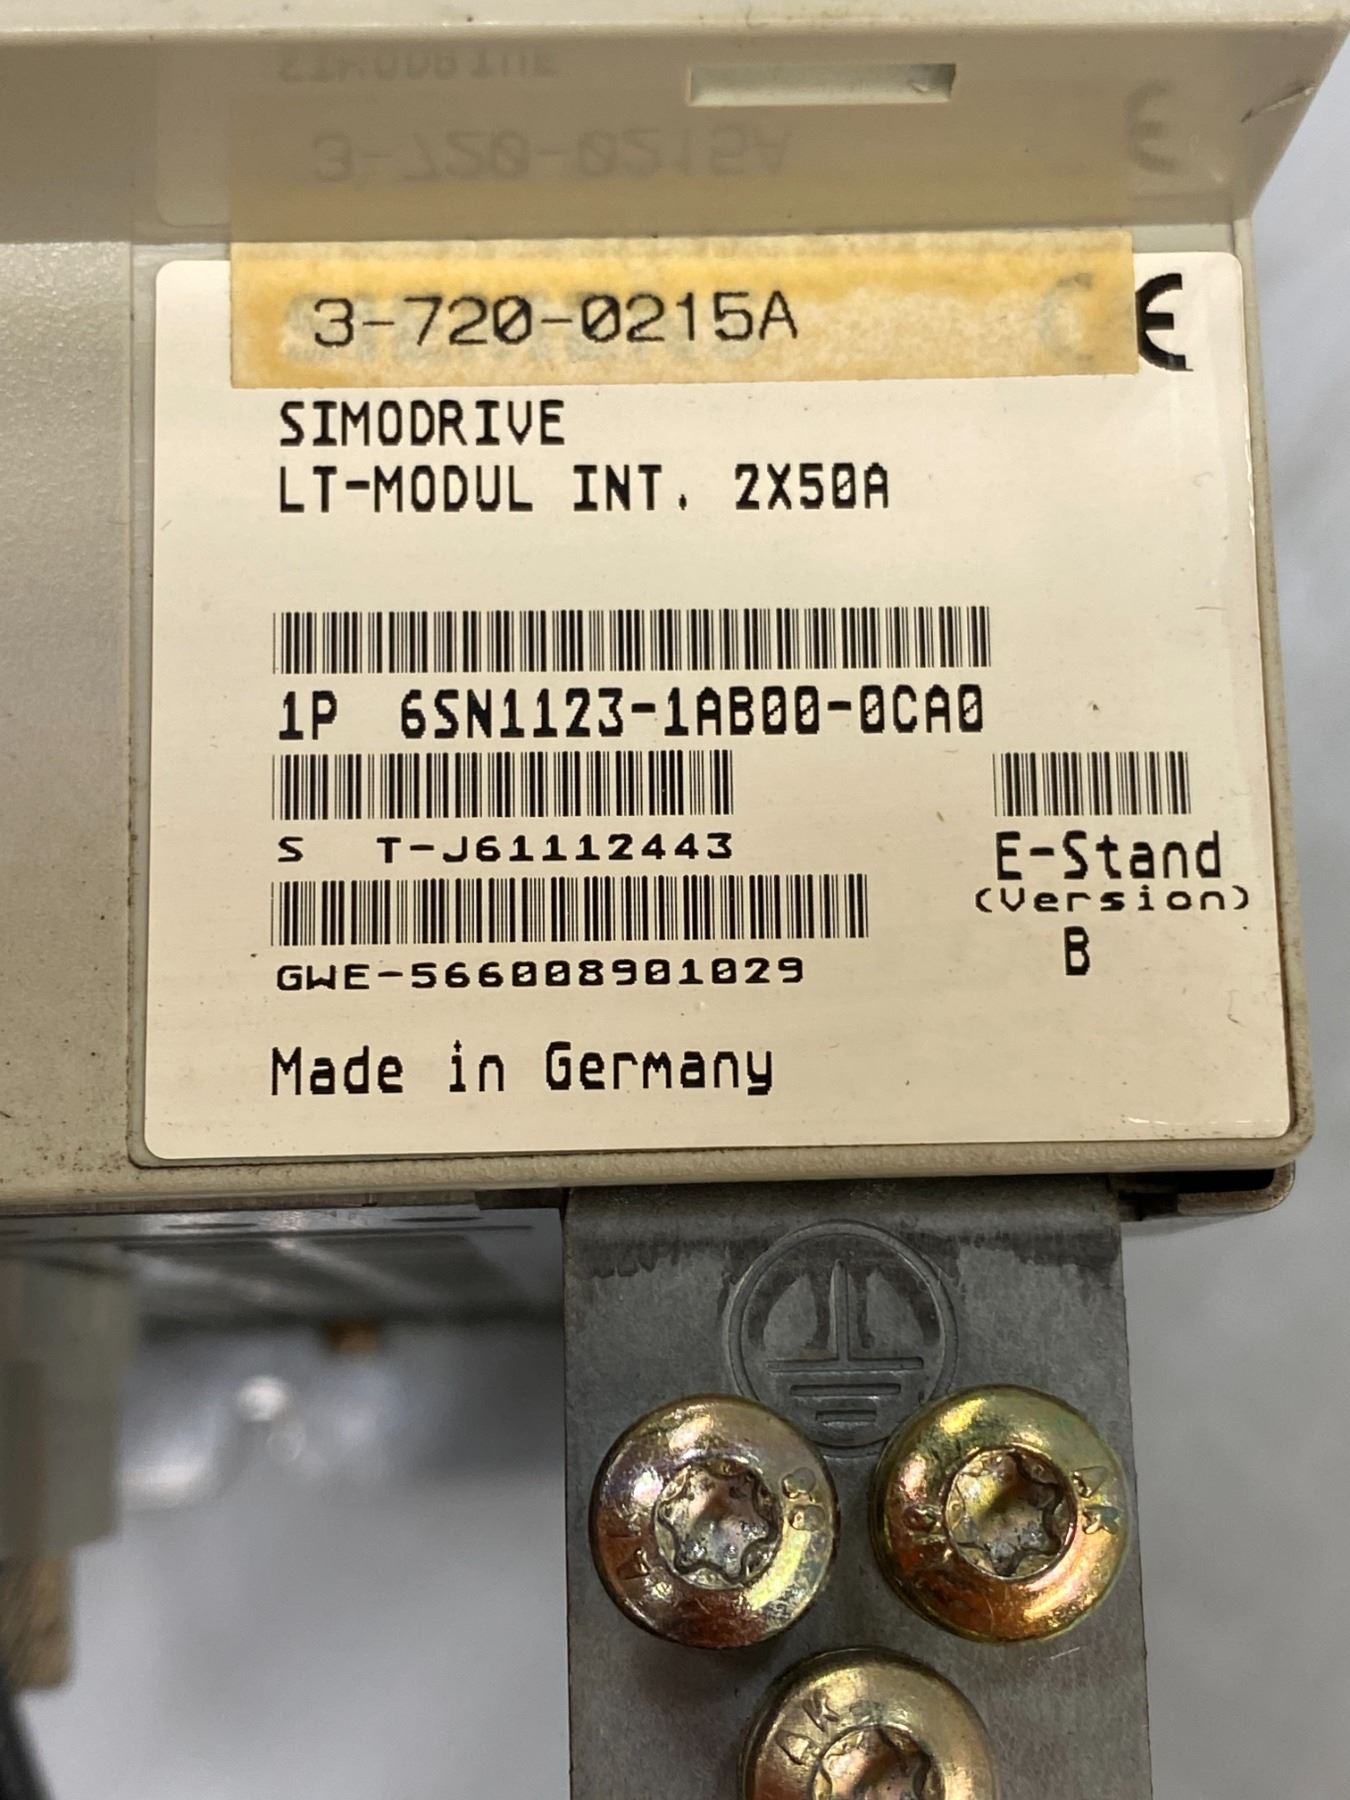 3-720-0215A
CE
SIMODRIVE
LT-MODUL INT. 2X50A
1P 6SN1123-1AB00-0CA0
S T-J61112443
E-Stand
(Version)
B
GWE-566008901029
Made in Germany